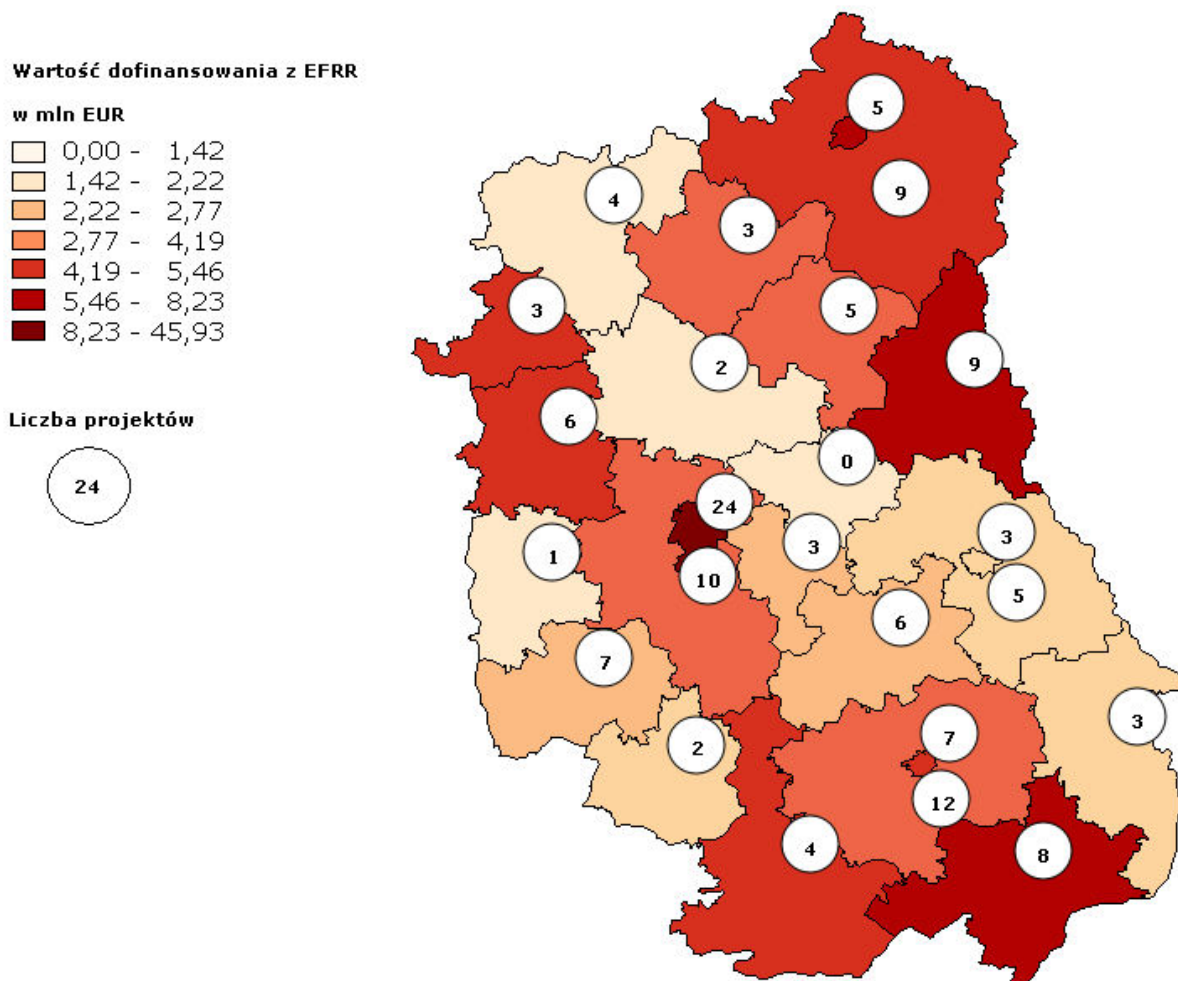 Wartość dofinansowania z EFRR
w mln EUR
0,00 - 1,42
1,42 - 2,22
2,22 - 2,77
2,77 - 4,19
4,19 - 5,46
5,46 - 8,23
8,23 - 45,93
Liczba projektów
24
5
9
4
3
3
5
2
9
6
0
24
3
3
1
10
5
6
7
3
2
7
12
4
8